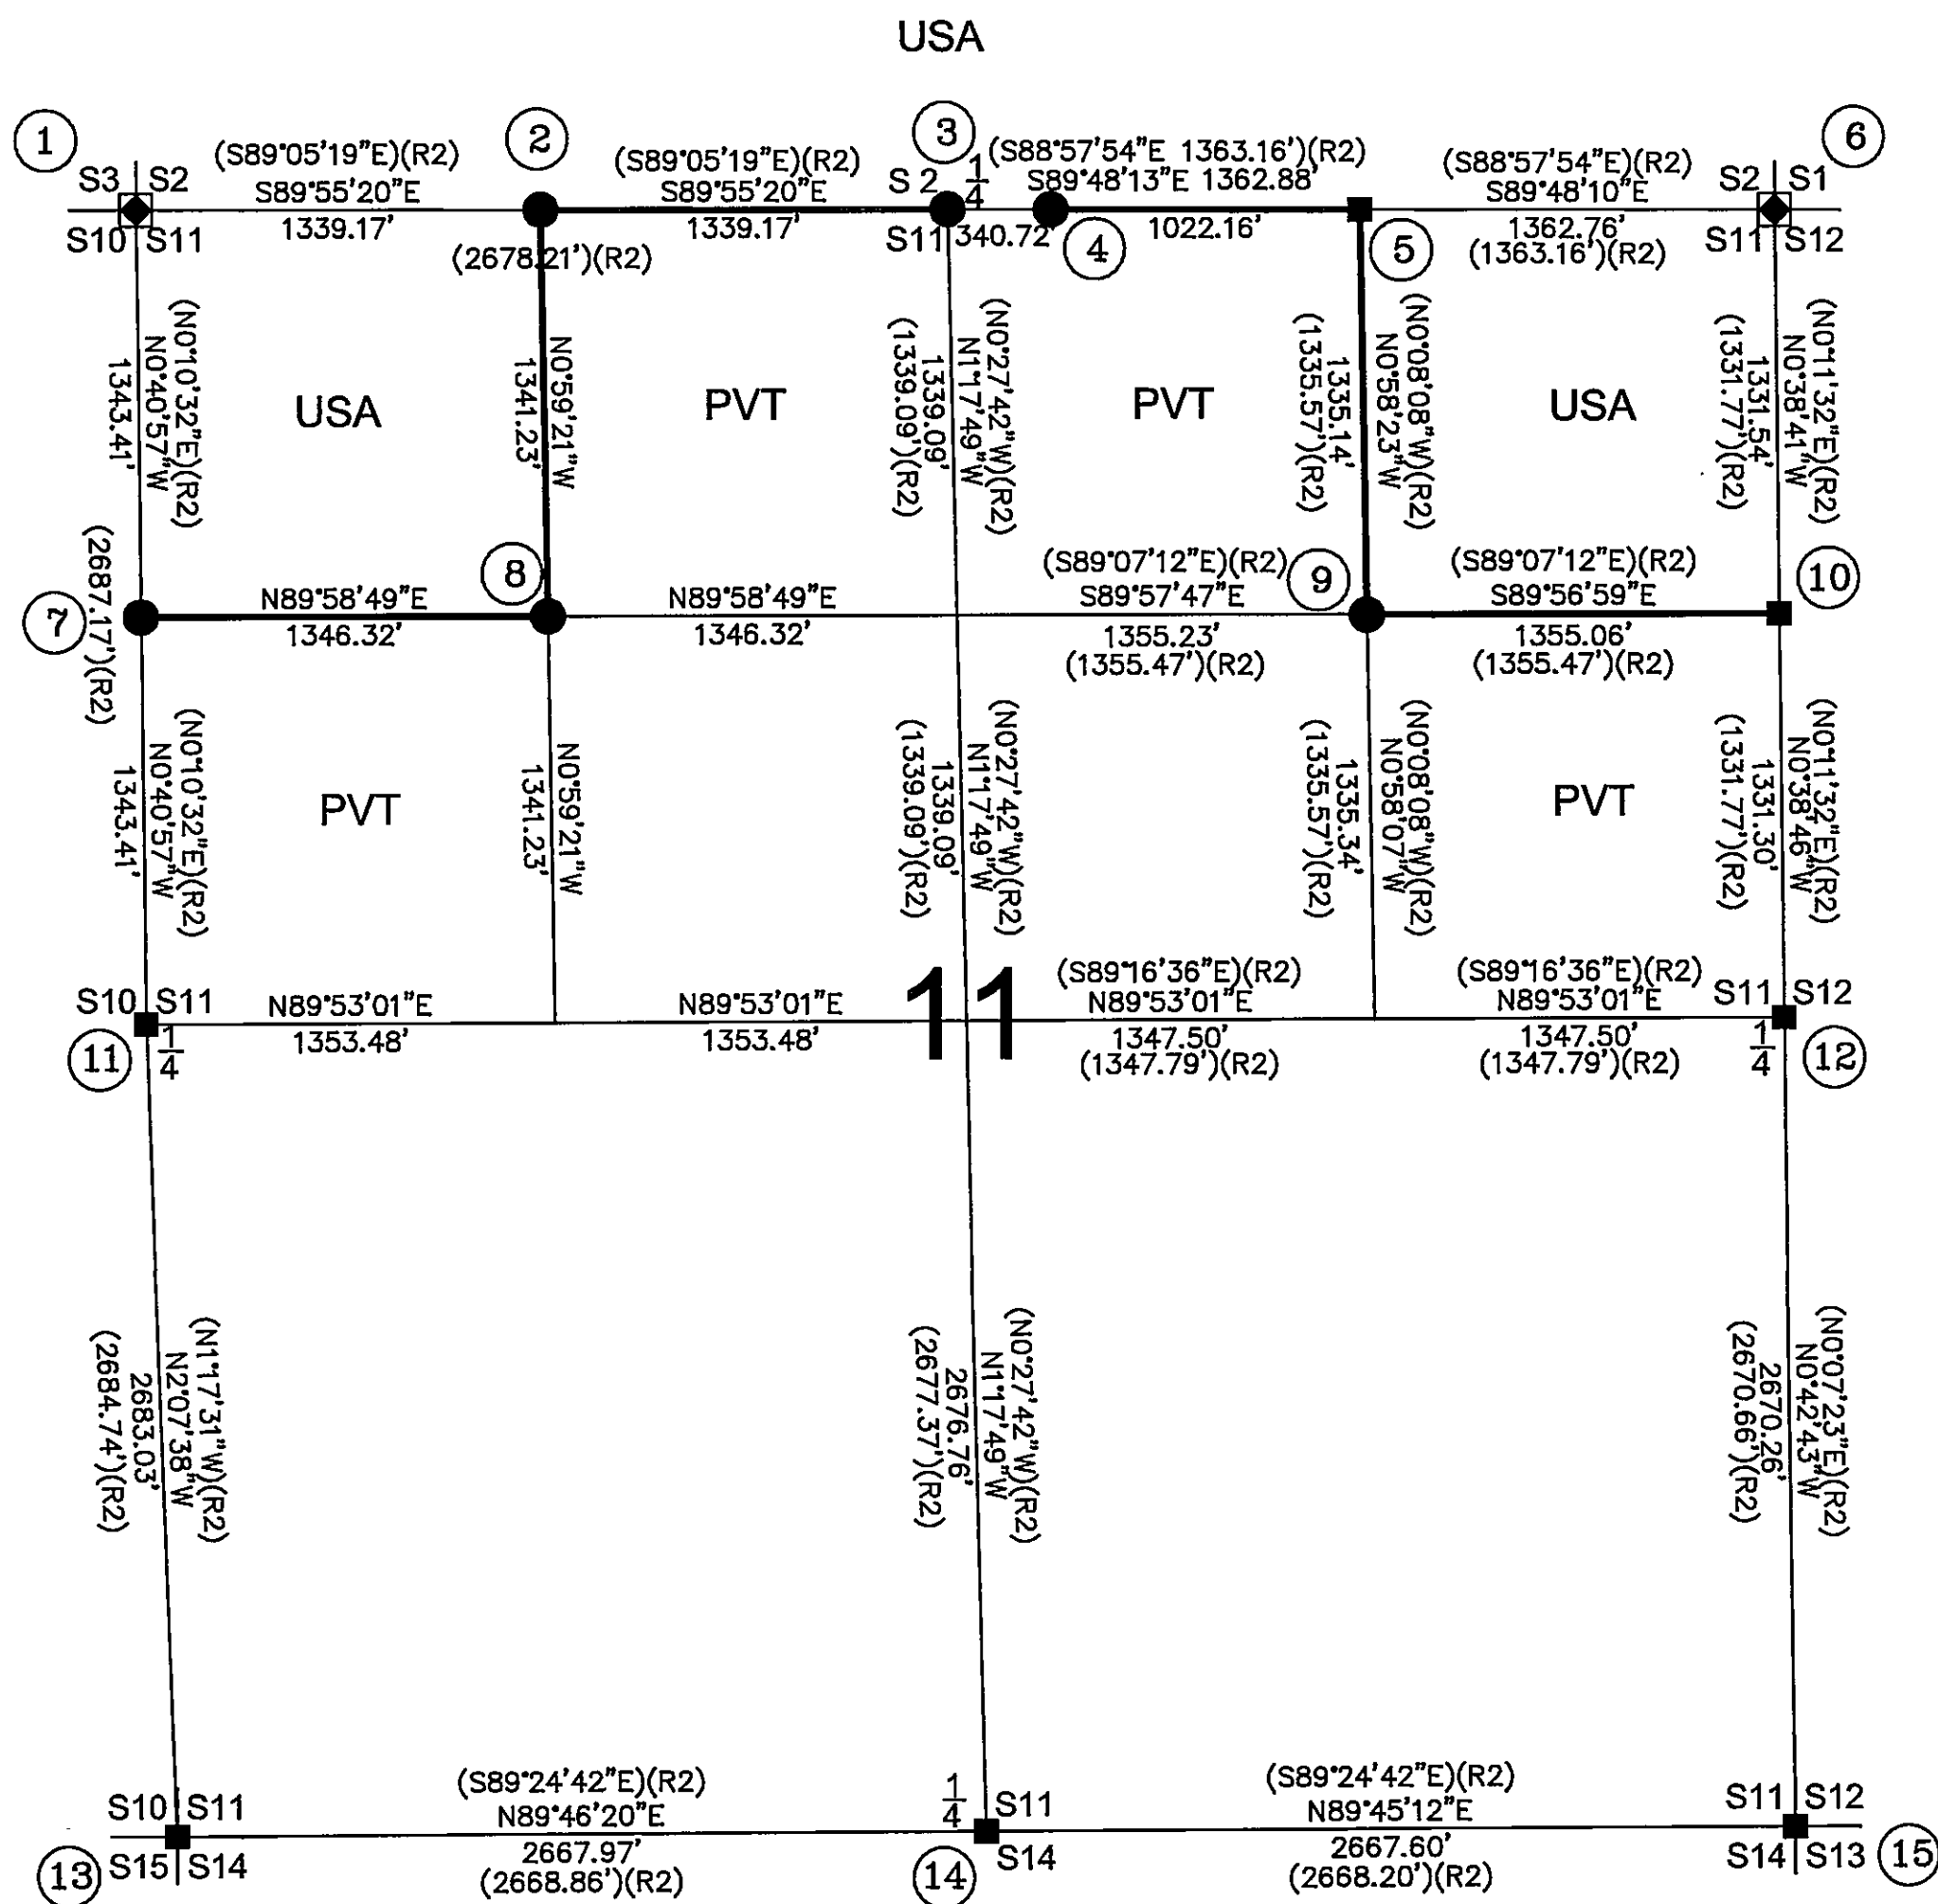 USA
1
2
3
6
(S89°05'19"E)(R2)
S89°55'20"E
1339.17'
(S89°05'19"E)(R2)
S89°55'20"E
1339.17'
(2678.21')(R2)
(S88°57'54"E 1363.16')(R2)
S89°48'13"E 1362.88'
340.72'
1022.16'
(S88°57'54"E)(R2)
S89°48'10"E
1362.76'
(1363.16')(R2)
S3
S2
S10
S11
S 2
1/4
S11
4
5
S2
S1
S11
S12
(N0°10'32"E)(R2)
N0°40'57"W
1343.41'
(2687.17')(R2)
USA
N0°59'21"W
1341.23'
PVT
(N0°27'42"W)(R2)
N1°17'49"W
1339.09'
(1339.09')(R2)
PVT
(N0°08'08"W)(R2)
N0°58'23"W
1335.14'
(1335.57')(R2)
USA
(N0°11'32"E)(R2)
N0°38'41"W
1331.54'
(1331.77')(R2)
7
8
9
10
N89°58'49"E
1346.32'
N89°58'49"E
1346.32'
(S89°07'12"E)(R2)
S89°57'47"E
1355.23'
(1355.47')(R2)
(S89°07'12"E)(R2)
S89°56'59"E
1355.06'
(1355.47')(R2)
(N0°10'32"E)(R2)
N0°40'57"W
1343.41'
PVT
N0°59'21"W
1341.23'
(N0°27'42"W)(R2)
N1°17'49"W
1339.09'
(1339.09')(R2)
(N0°08'08"W)(R2)
N0°58'07"W
1335.34'
(1335.57')(R2)
PVT
(N0°11'32"E)(R2)
N0°38'46"W
1331.30'
(1331.77')(R2)
S10
S11
11
1/4
N89°53'01"E
1353.48'
N89°53'01"E
1353.48'
11
(S89°16'36"E)(R2)
N89°53'01"E
1347.50'
(1347.79')(R2)
(S89°16'36"E)(R2)
N89°53'01"E
1347.50'
(1347.79')(R2)
S11
S12
1/4
12
(N1°17'31"W)(R2)
N2°07'38"W
2683.03'
(2684.74')(R2)
(N0°27'42"W)(R2)
N1°17'49"W
2676.76'
(2677.37')(R2)
(N0°07'23"E)(R2)
N0°42'43"W
2670.26'
(2670.66')(R2)
S10
S11
S15
S14
13
(S89°24'42"E)(R2)
N89°46'20"E
2667.97'
(2668.86')(R2)
1/4
S11
S14
14
(S89°24'42"E)(R2)
N89°45'12"E
2667.60'
(2668.20')(R2)
S11
S12
S14
S13
15